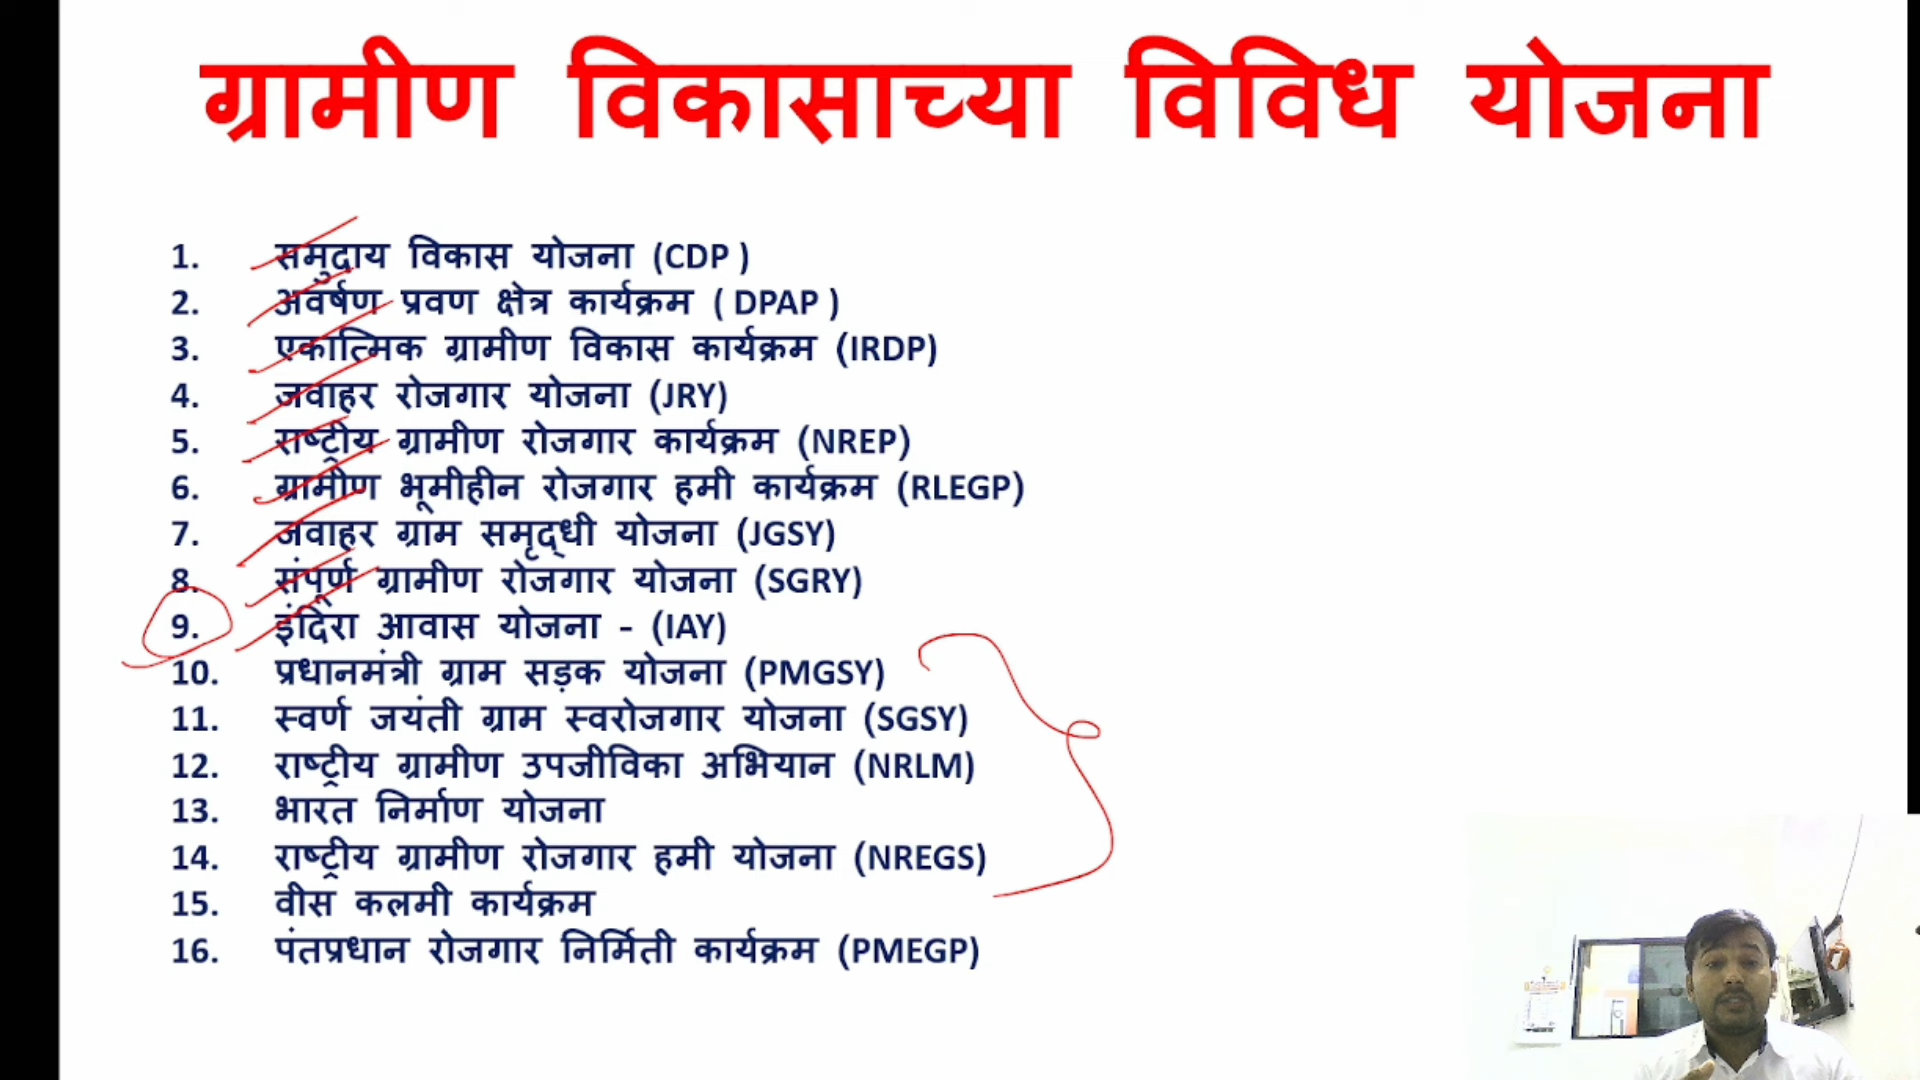 ग्रामीण विकासाच्या विविध योजना
1. समुदाय विकास योजना (CDP )
2. अवर्षण प्रवण क्षेत्र कार्यक्रम ( DPAP )
3. एकात्मिक ग्रामीण विकास कार्यक्रम (IRDP)
4. जवाहर रोजगार योजना (JRY)
5. राष्ट्रीय ग्रामीण रोजगार कार्यक्रम (NREP)
6. ग्रामीण भूमीहीन रोजगार हमी कार्यक्रम (RLEGP)
7. जवाहर ग्राम समृद्धी योजना (JGSY)
8. संपूर्ण ग्रामीण रोजगार योजना (SGRY)
9. इंदिरा आवास योजना - (IAY)
10. प्रधानमंत्री ग्राम सड़क योजना (PMGSY)
11. स्वर्ण जयंती ग्राम स्वरोजगार योजना (SGSY)
12. राष्ट्रीय ग्रामीण उपजीविका अभियान (NRLM)
13. भारत निर्माण योजना
14. राष्ट्रीय ग्रामीण रोजगार हमी योजना (NREGS)
15. वीस कलमी कार्यक्रम
16. पंतप्रधान रोजगार निर्मिती कार्यक्रम (PMEGP)